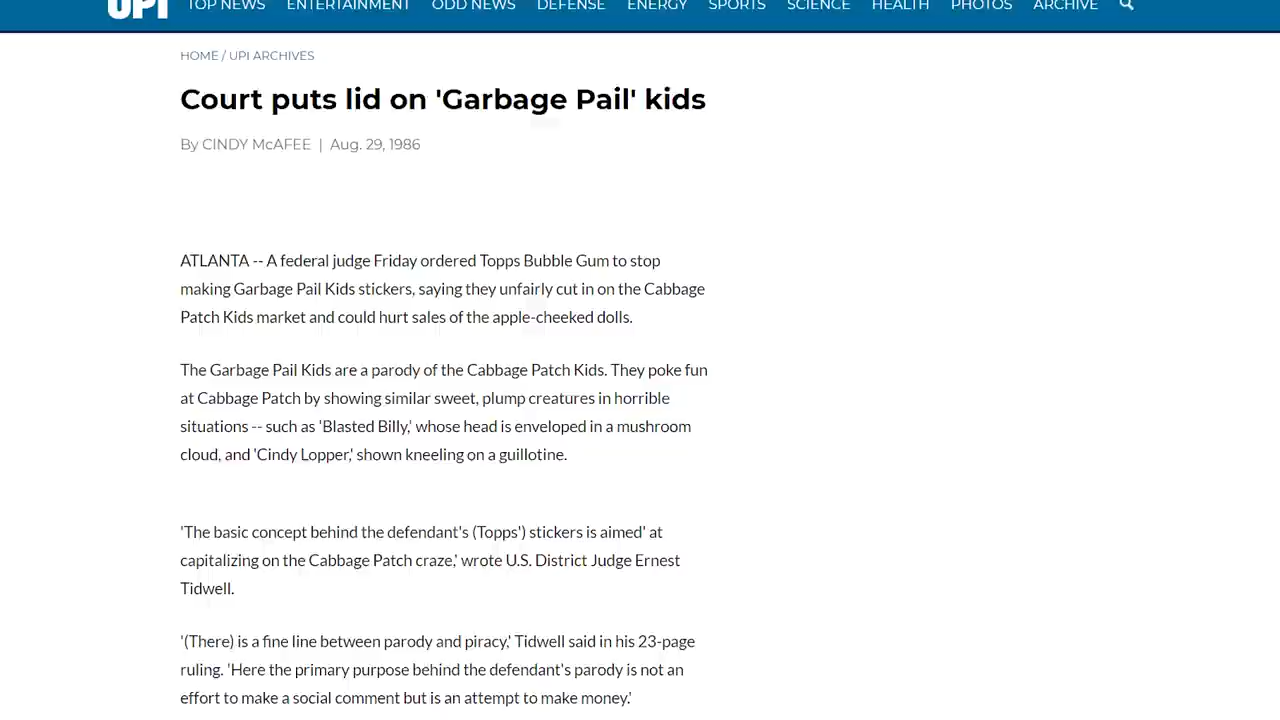 UPI TOP NEWS ENTERTAINMENT ODD NEWS DEFENSE ENERGY SPORTS SCIENCE HEALTH PHOTOS ARCHIVE
HOME / UPI ARCHIVES
Court puts lid on 'Garbage Pail' kids
By CINDY McAFEE | Aug. 29, 1986
ATLANTA -- A federal judge Friday ordered Topps Bubble Gum to stop
making Garbage Pail Kids stickers, saying they unfairly cut in on the Cabbage
Patch Kids market and could hurt sales of the apple-cheeked dolls.
The Garbage Pail Kids are a parody of the Cabbage Patch Kids. They poke fun
at Cabbage Patch by showing similar sweet, plump creatures in horrible
situations -- such as 'Blasted Billy,' whose head is enveloped in a mushroom
cloud, and 'Cindy Lopper,' shown kneeling on a guillotine.
'The basic concept behind the defendant's (Topps') stickers is aimed' at
capitalizing on the Cabbage Patch craze,' wrote U.S. District Judge Ernest
Tidwell.
'(There) is a fine line between parody and piracy,' Tidwell said in his 23-page
ruling. 'Here the primary purpose behind the defendant's parody is not an
effort to make a social comment but is an attempt to make money.'